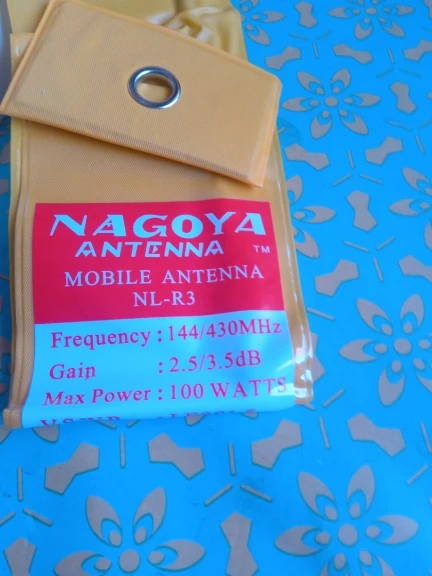 NAGOYA
ANTENNA ™
MOBILE ANTENNA
NL-R3
Frequency : 144/430MHz
Gain : 2.5/3.5dB
Max Power : 100 WATTS